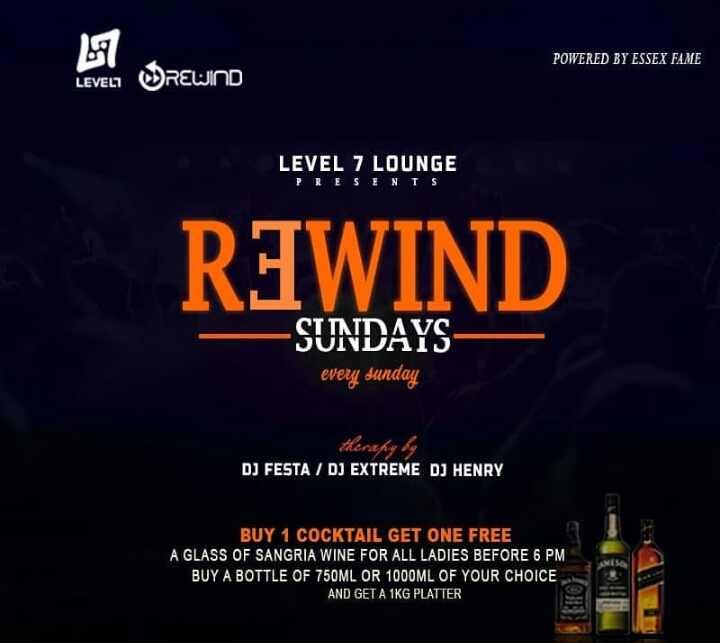 LEVEL7
REWIND
POWERED BY ESSEX FAME
LEVEL 7 LOUNGE
PRESENTS
REWIND
SUNDAYS
every sunday
therapy by
DJ FESTA / DJ EXTREME DJ HENRY
BUY 1 COCKTAIL GET ONE FREE
A GLASS OF SANGRIA WINE FOR ALL LADIES BEFORE 6 PM
BUY A BOTTLE OF 750ML OR 1000ML OF YOUR CHOICE
AND GET A 1KG PLATTER
JAMESON